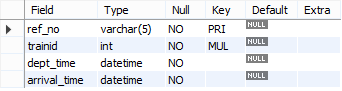 Field Type Null Key Default Extra
ref_no varchar(5) NO PRI NULL
trainid int NO MUL NULL
dept_time datetime NO NULL
arrival_time datetime NO NULL